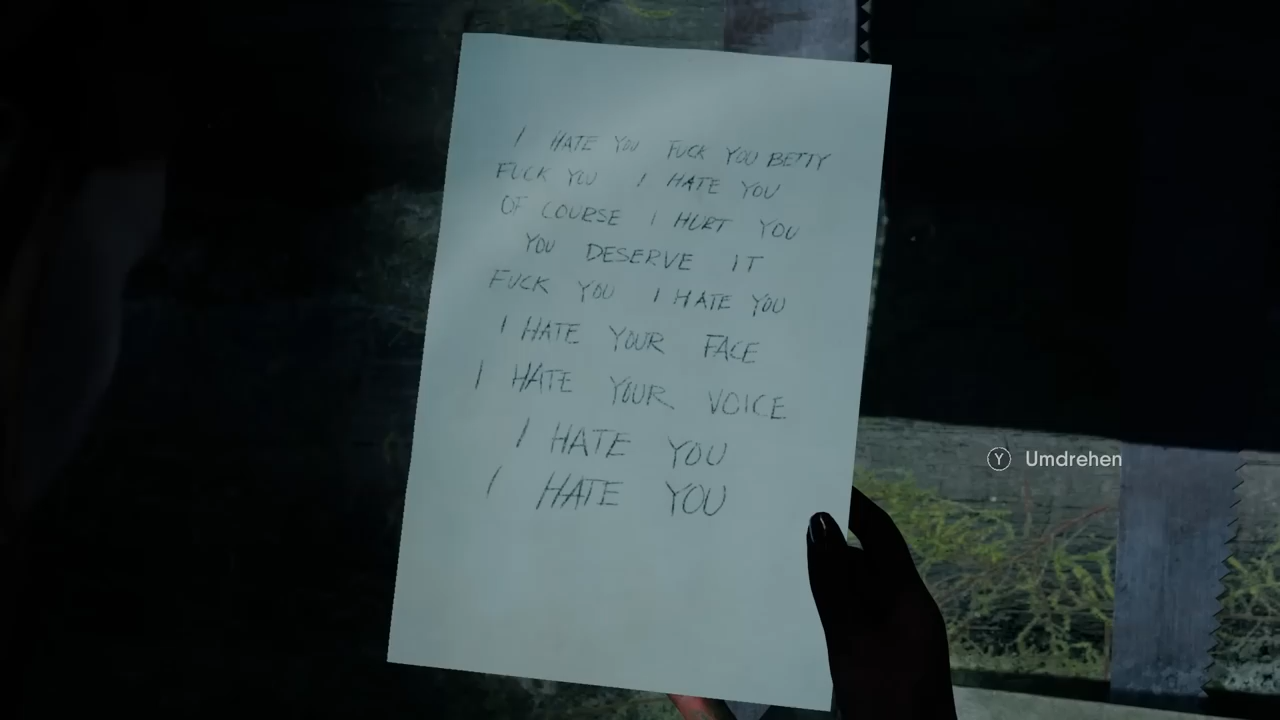 I HATE YOU FUCK YOU BETTY
FUCK YOU I HATE YOU
OF COURSE I HURT YOU
YOU DESERVE IT
FUCK YOU I HATE YOU
I HATE YOUR FACE
I HATE YOUR VOICE
I HATE YOU
I HATE YOU
Y Umdrehen